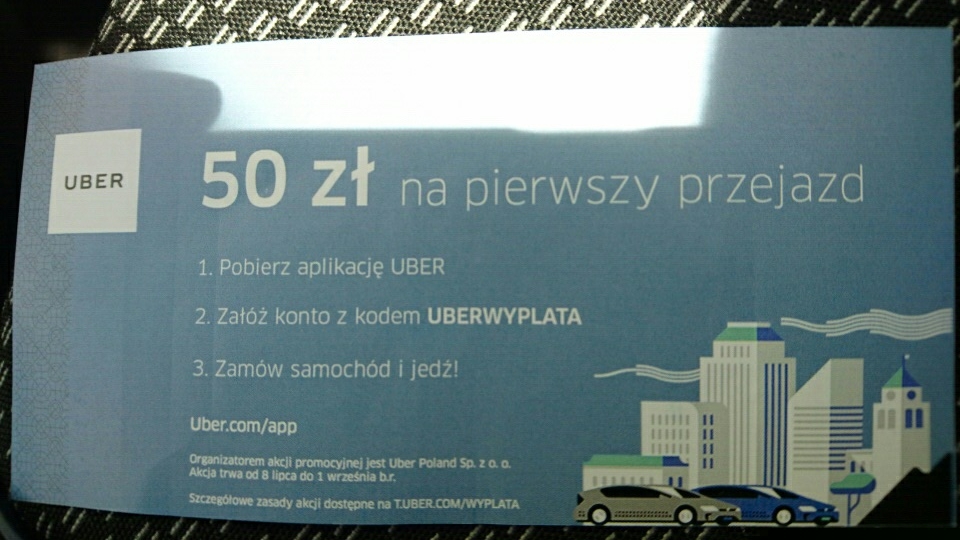 UBER
50 zł na pierwszy przejazd
1. Pobierz aplikację UBER
2. Załóż konto z kodem UBERWYPLATA
3. Zamów samochód i jedź!
Uber.com/app
Organizatorem akcji promocyjnej jest Uber Poland Sp. z o. o.
Akcja trwa od 8 lipca do 1 września b.r.
Szczegółowe zasady akcji dostępne na T.UBER.COM/WYPLATA